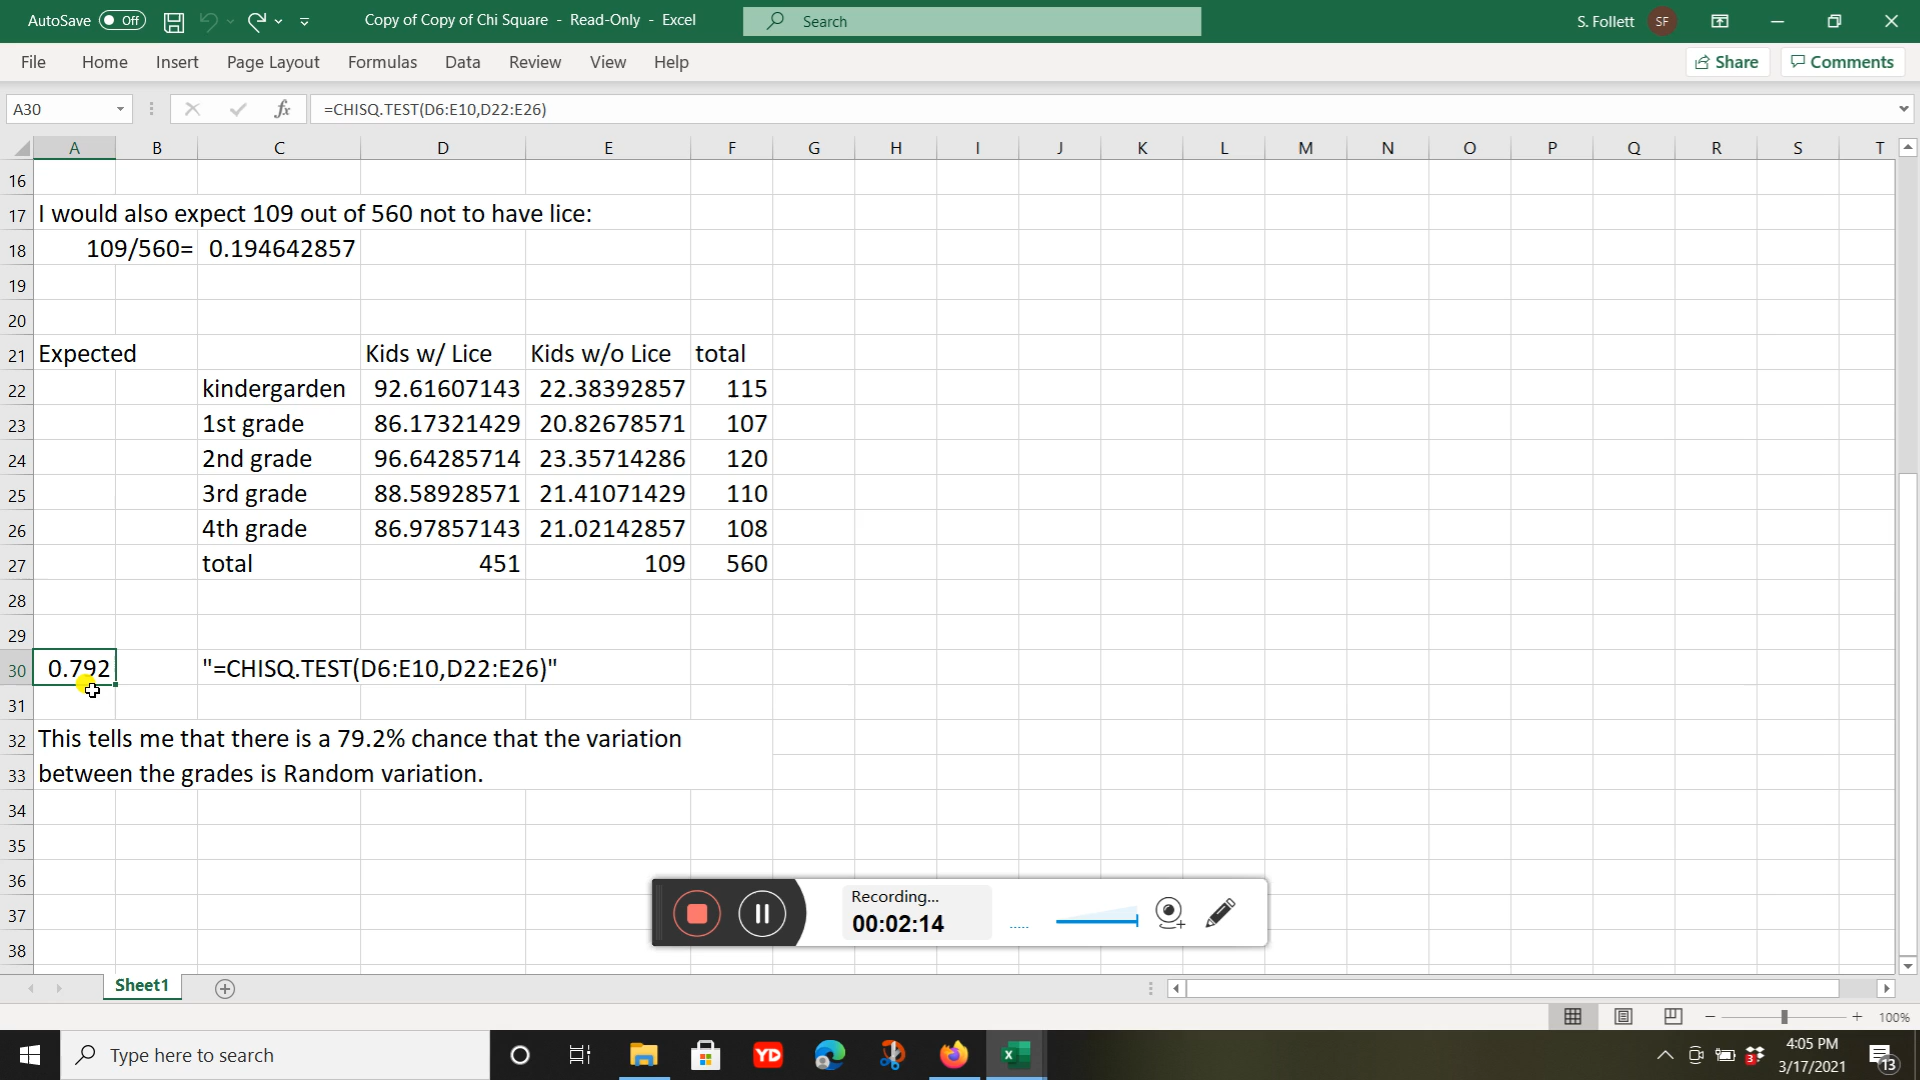 AutoSave Off Copy of Copy of Chi Square - Read-Only - Excel Search S. Follett SF
File Home Insert Page Layout Formulas Data Review View Help Share Comments
A30 fx =CHISQ.TEST(D6:E10,D22:E26)
A B C D E F G H I J K L M N O P Q R S T
16
17 I would also expect 109 out of 560 not to have lice:
18 109/560= 0.194642857
19
20
21 Expected Kids w/ Lice Kids w/o Lice total
22 kindergarden 92.61607143 22.38392857 115
23 1st grade 86.17321429 20.82678571 107
24 2nd grade 96.64285714 23.35714286 120
25 3rd grade 88.58928571 21.41071429 110
26 4th grade 86.97857143 21.02142857 108
27 total 451 109 560
28
29
30 0.792 "=CHISQ.TEST(D6:E10,D22:E26)"
31
32 This tells me that there is a 79.2% chance that the variation
33 between the grades is Random variation.
34
35
36
37
38
Recording...
00:02:14
Sheet1
100%
Type here to search YD X 3 4:05 PM
3/17/2021 13